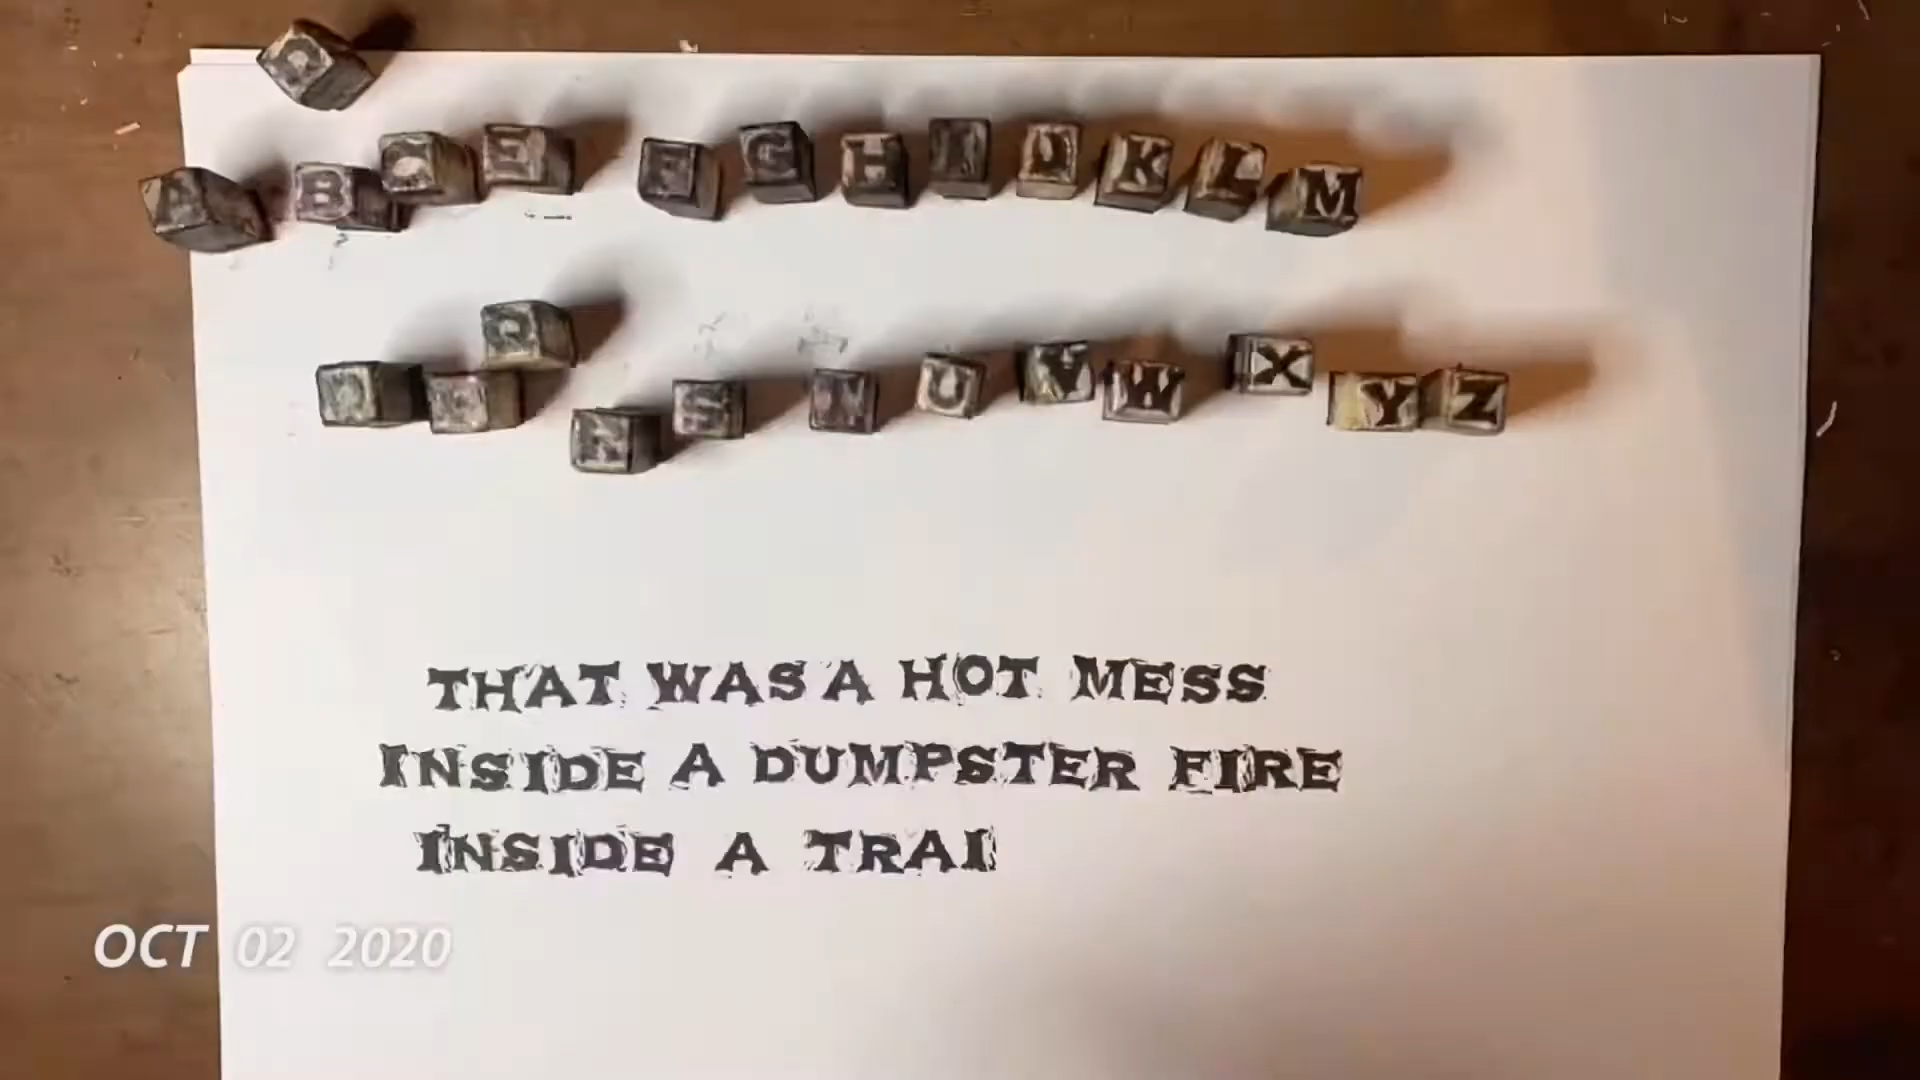 A B C E F G H I J K L M
Q
U V W X Y Z
THAT WAS A HOT MESS
INSIDE A DUMPSTER FIRE
INSIDE A TRAI
OCT 02 2020